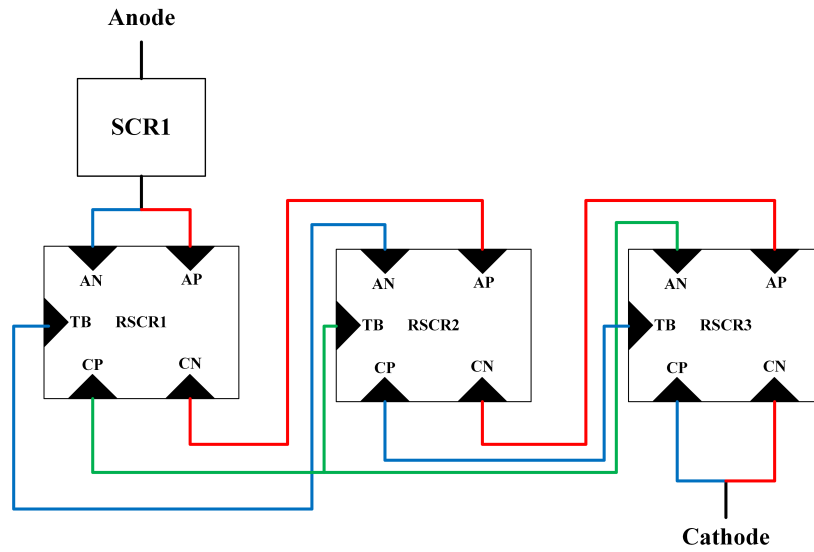 Anode
SCR1
AN AP
TB RSCR1
CP CN
AN AP
TB RSCR2
CP CN
AN AP
TB RSCR3
CP CN
Cathode